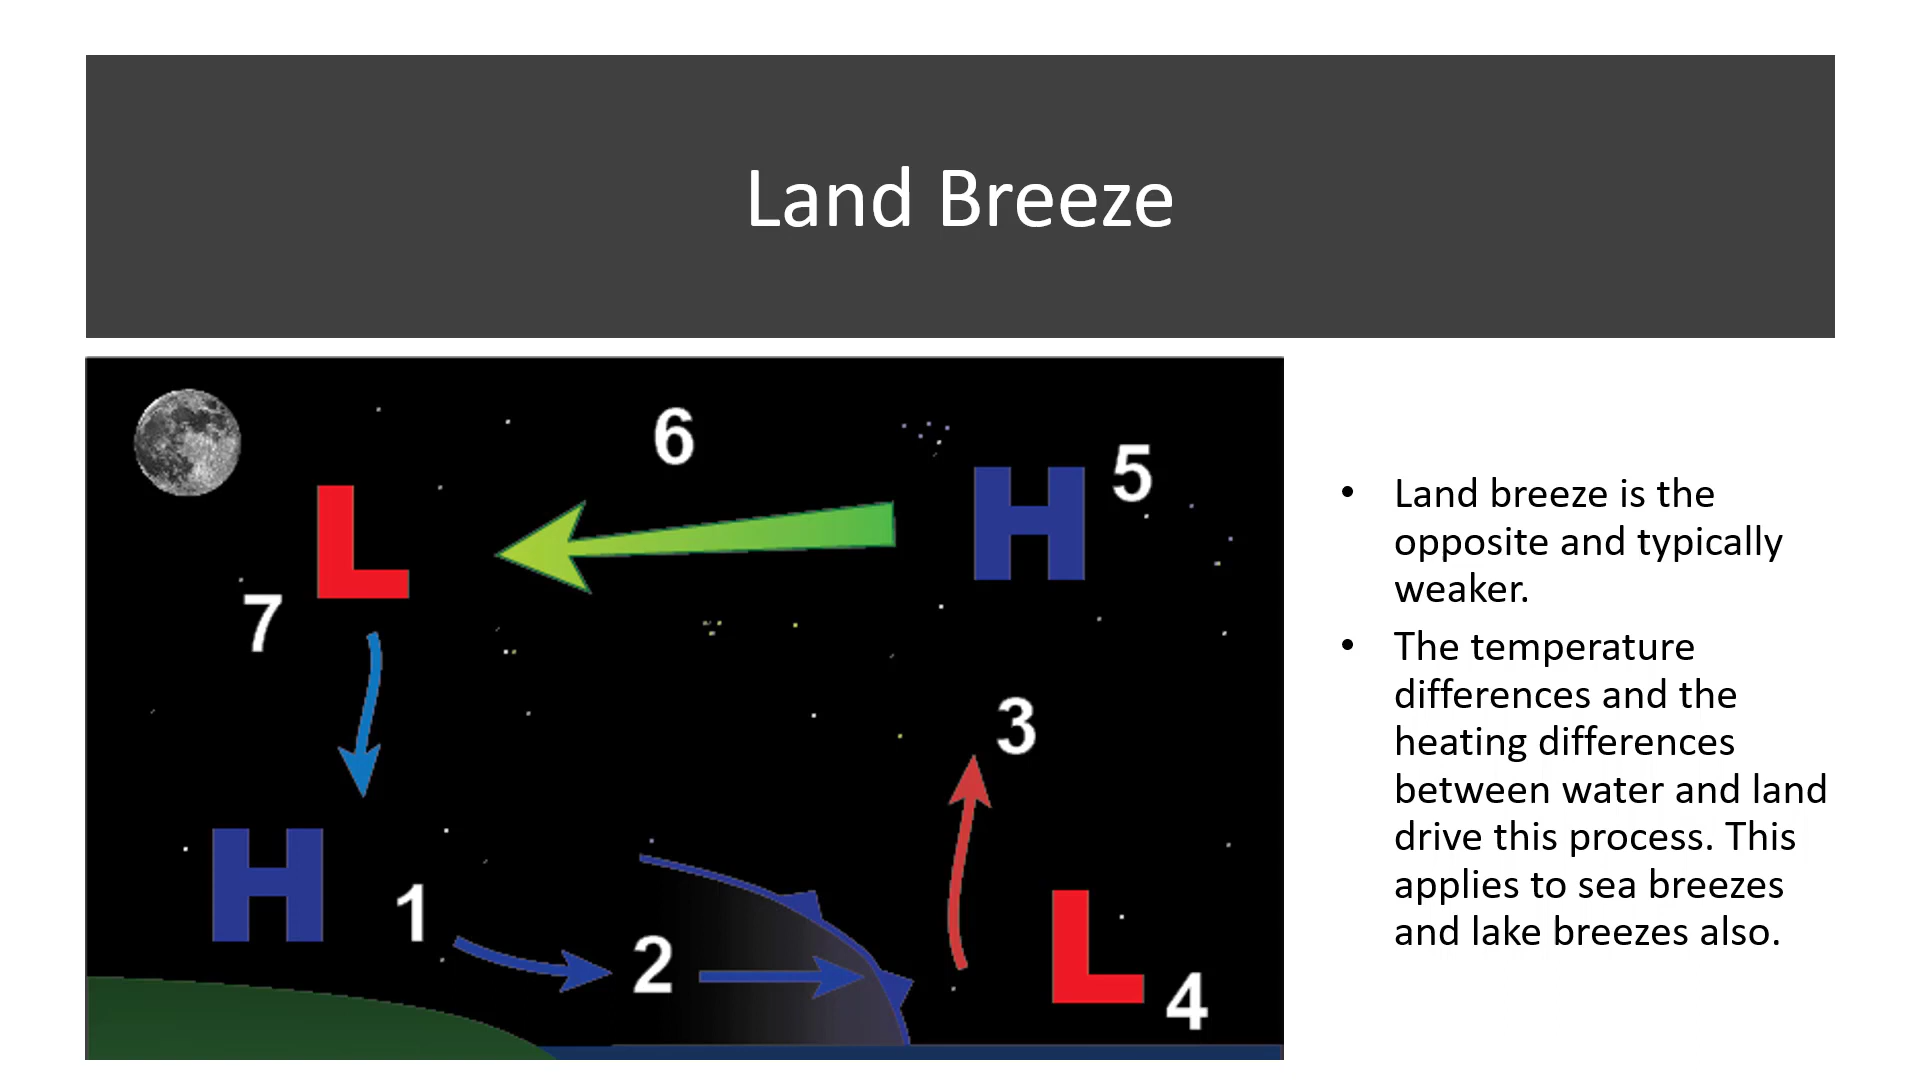 Land Breeze
6
H 5
L
7
3
H
1
2
L
4
• Land breeze is the
opposite and typically
weaker.
• The temperature
differences and the
heating differences
between water and land
drive this process. This
applies to sea breezes
and lake breezes also.